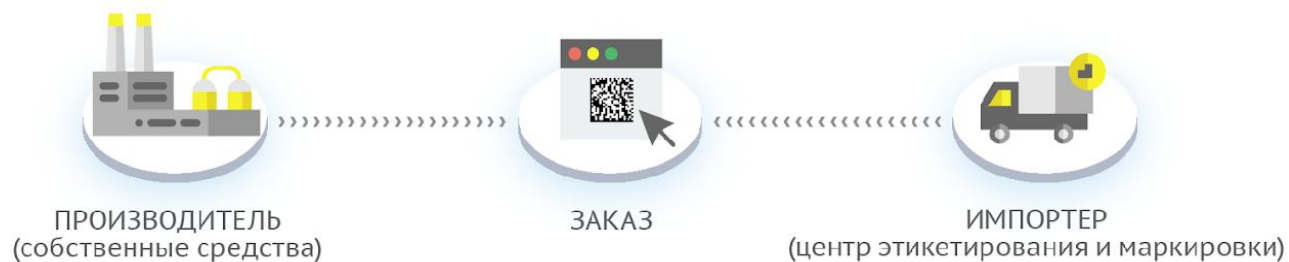 ПРОИЗВОДИТЕЛЬ
(собственные средства)
ЗАКАЗ
ИМПОРТЕР
(центр этикетирования и маркировки)